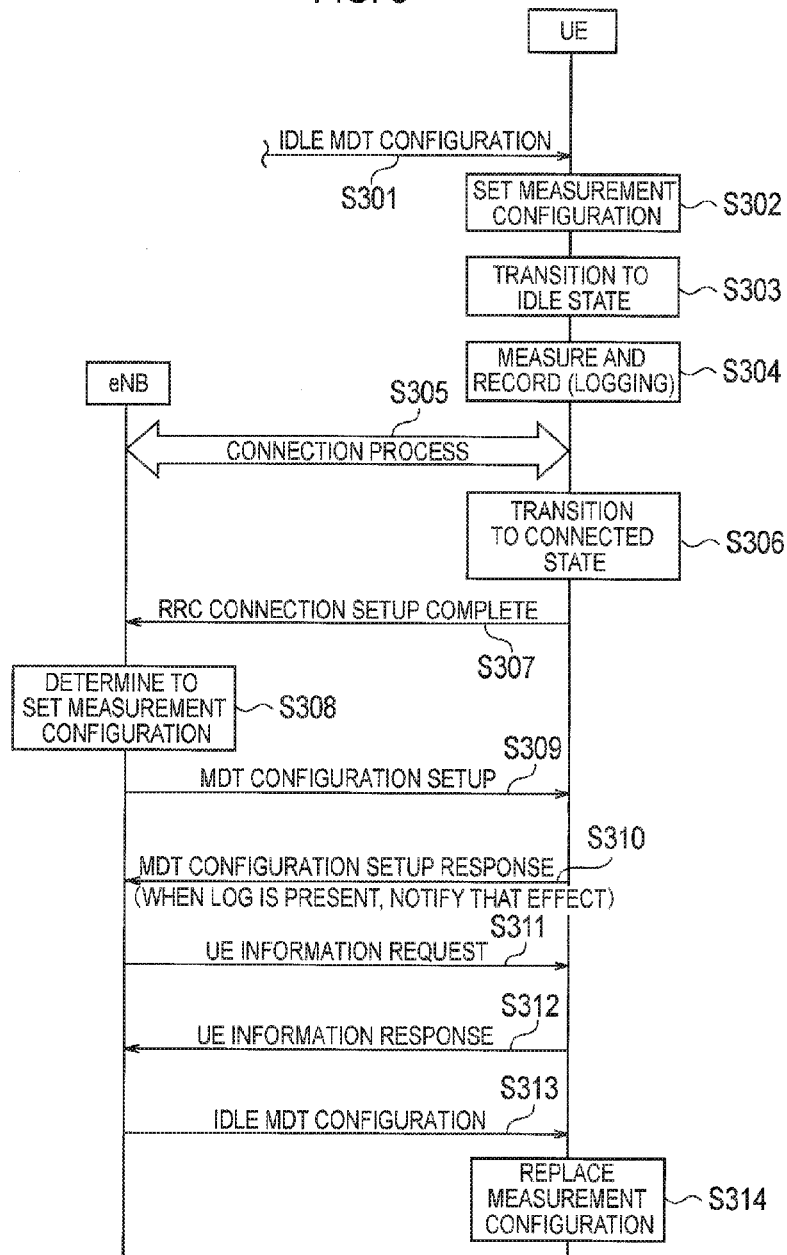 UE
IDLE MDT CONFIGURATION
S301
SET MEASUREMENT
CONFIGURATION
S302
TRANSITION TO
IDLE STATE
S303
MEASURE AND
RECORD (LOGGING)
S304
eNB
S305
CONNECTION PROCESS
TRANSITION
TO CONNECTED
STATE
S306
RRC CONNECTION SETUP COMPLETE
S307
DETERMINE TO
SET MEASUREMENT
CONFIGURATION
S308
S309
MDT CONFIGURATION SETUP
S310
MDT CONFIGURATION SETUP RESPONSE
(WHEN LOG IS PRESENT, NOTIFY THAT EFFECT)
S311
UE INFORMATION REQUEST
S312
UE INFORMATION RESPONSE
S313
IDLE MDT CONFIGURATION
REPLACE
MEASUREMENT
CONFIGURATION
S314